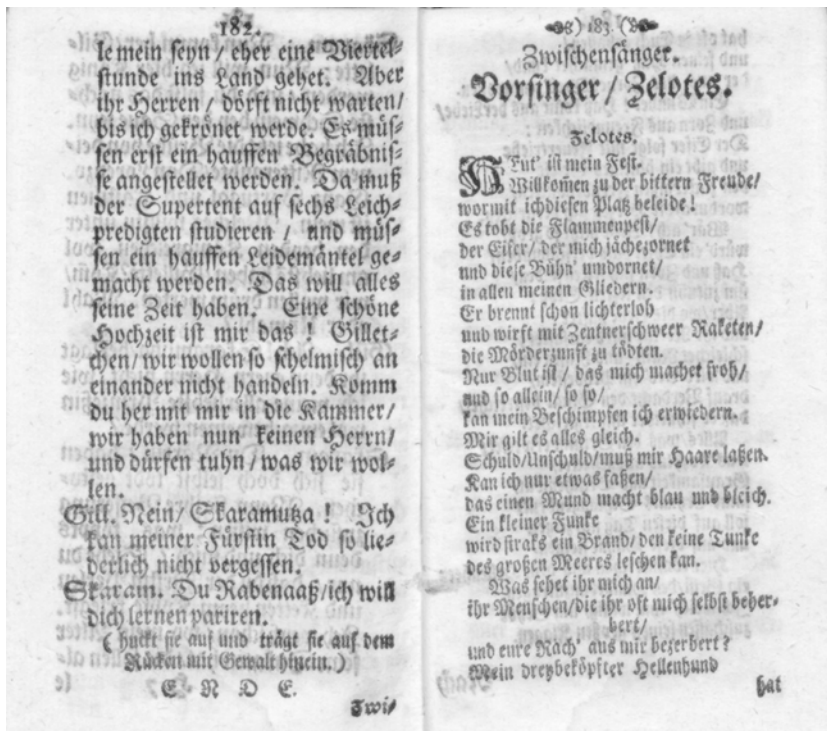 182.
le mein seyn / eher eine Viertel-
stunde ins Land gehet. Aber
ihr Herren / dörft nicht warten /
bis ich gekrönet werde. Es müs-
sen erst ein hauffen Begräbnis-
se angestellet werden. Da muß
der Supertent auf sechs Leich-
predigten studieren / und müs-
sen ein hauffen Leidemäntel ge-
macht werden. Das will alles
seine Zeit haben. Eine schöne
Hochzeit ist mir das ! Gillet-
chen / wir wollen so schelmisch an
einander nicht handeln. Komm
du her mit mir in die Kammer /
wir haben nun keinen Herrn /
und dürfen tuhn / was wir wol-
len.
Gill. Nein / Skaramutza ! Ich
kan meiner Fürstin Tod so lie-
derlich nicht vergessen.
Skaram. Du Rabenaaß / ich will
dich lernen pariren.
( huckt sie auf und trägt sie auf dem
Rücken mit Gewalt hinein. )
E. N. D E.
Zwi-
) 183. (
Zwischensänger.
Vorsinger / Zelotes.
Zelotes.
HEut' ist mein Fest.
Willkom̃en zu der bittern Freude /
wormit ich diesen Platz beleide !
Es tobt die Flammenpest /
der Eifer / der mich jächezornet
und diese Bühn' umdornet /
in allen meinen Gliedern.
Er brennt schon lichterloh
und wirft mit Zentnerschweer Raketen /
die Mörderzunft zu tödten.
Nur Blut ist / das mich machet froh /
nud so allein / so so /
kan mein Beschimpfen ich erwiedern.
Mir gilt es alles gleich.
Schuld / Unschuld / muß mir Haare laßen.
Kan ich nur etwas faßen /
das einen Mund macht blau und bleich.
Ein kleiner Funke
wird straks ein Brand / den keine Tunke
des großen Meeres leschen kan.
Was sehet ihr mich an /
ihr Menschen / die ihr oft mich selbst beher-
bert /
und eure Rach' aus mir bezerbert ?
Mein dreybeköpfter Hellenhund
hat